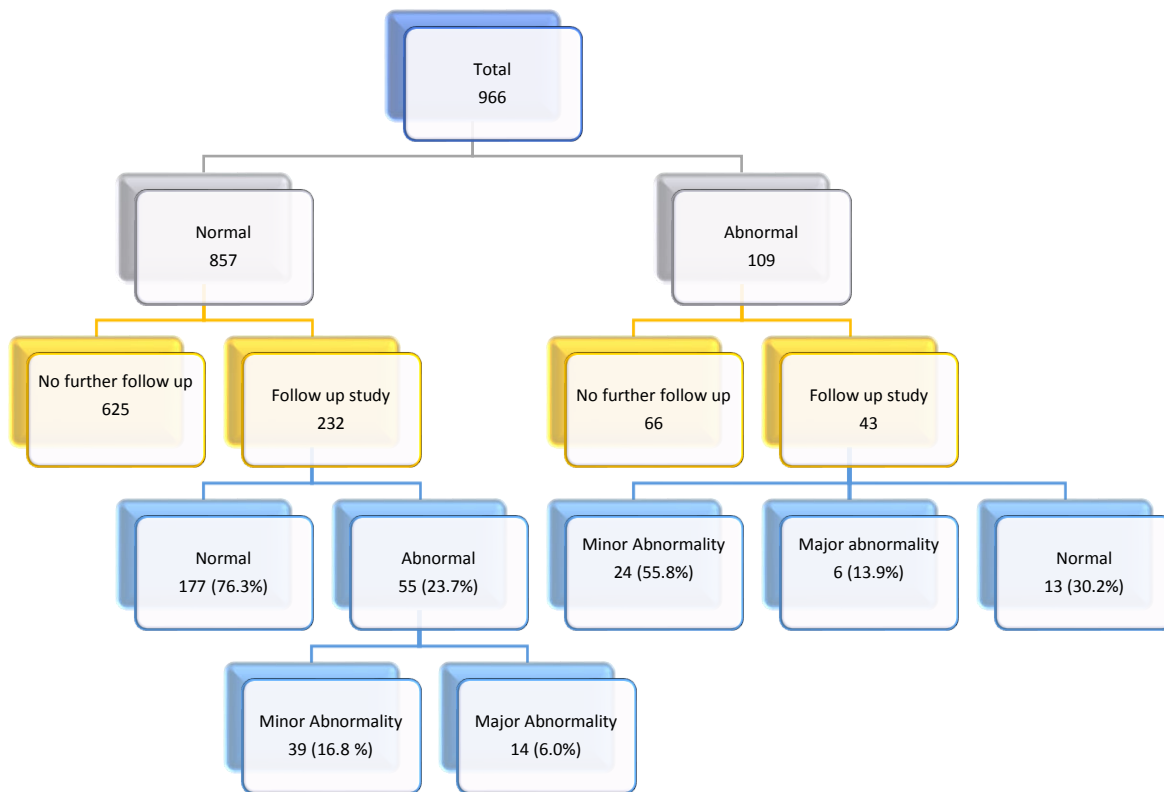 Total
966
Normal
857
Abnormal
109
No further follow up
625
Follow up study
232
No further follow up
66
Follow up study
43
Normal
177 (76.3%)
Abnormal
55 (23.7%)
Minor Abnormality
24 (55.8%)
Major abnormality
6 (13.9%)
Normal
13 (30.2%)
Minor Abnormality
39 (16.8 %)
Major Abnormality
14 (6.0%)